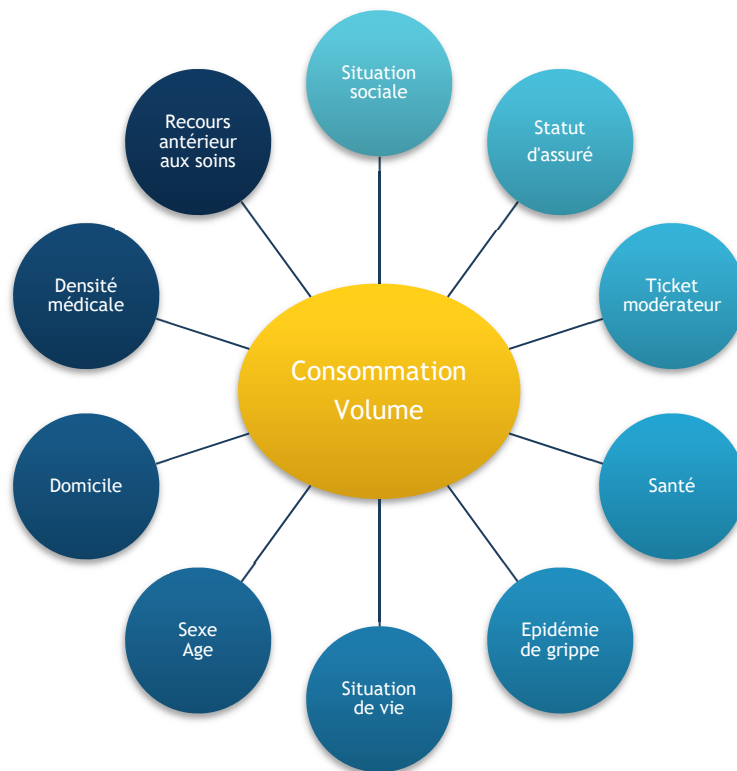 Situation
sociale
Statut
d'assuré
Ticket
modérateur
Santé
Epidémie
de grippe
Situation
de vie
Sexe
Age
Domicile
Densité
médicale
Recours
antérieur
aux soins
Consommation
Volume